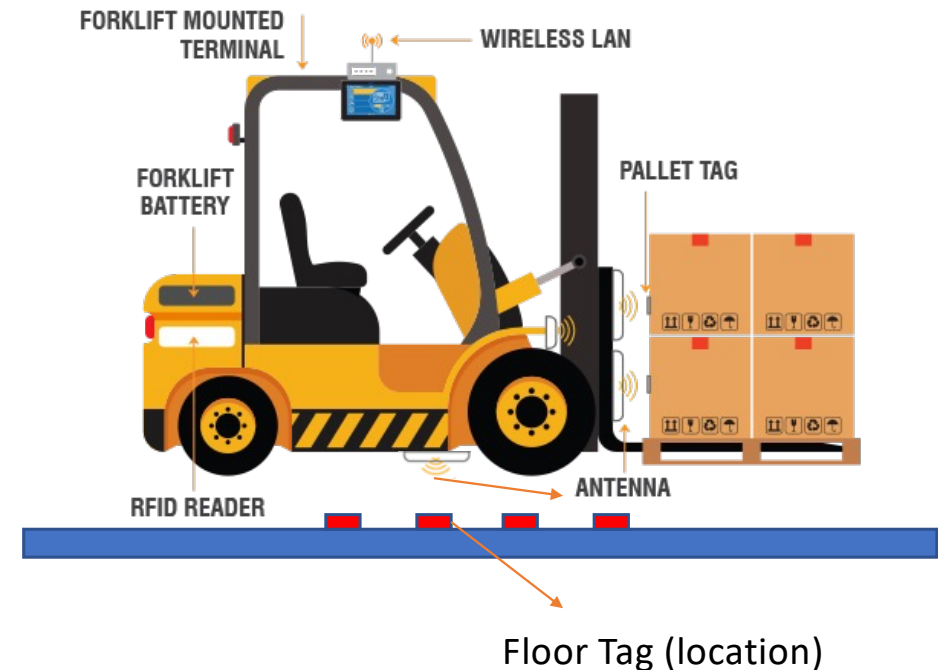 FORKLIFT MOUNTED
TERMINAL
WIRELESS LAN
FORKLIFT
BATTERY
PALLET TAG
ANTENNA
RFID READER
Floor Tag (location)